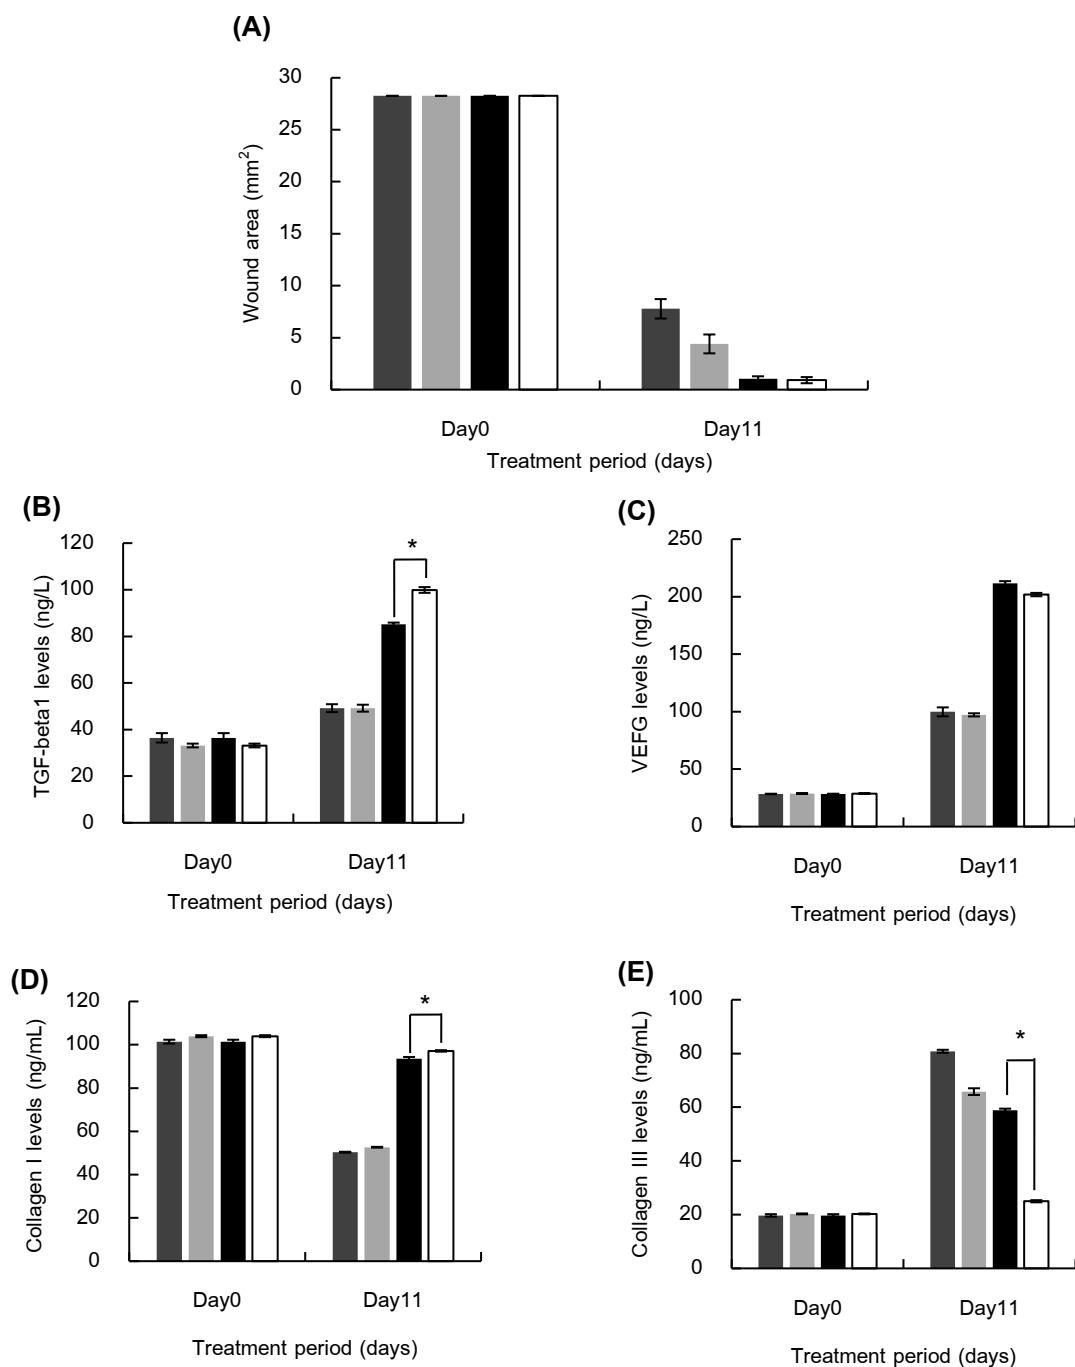 (A)
30
25
20
15
10
5
0
Wound area (mm²)
Day0 Day11
Treatment period (days)
(B)
120
100
80
60
40
20
0
TGF-beta1 levels (ng/L)
*
Day0 Day11
Treatment period (days)
(C)
250
200
150
100
50
0
VEFG levels (ng/L)
Day0 Day11
Treatment period (days)
(D)
120
100
80
60
40
20
0
Collagen I levels (ng/mL)
*
Day0 Day11
Treatment period (days)
(E)
100
80
60
40
20
0
Collagen III levels (ng/mL)
*
Day0 Day11
Treatment period (days)